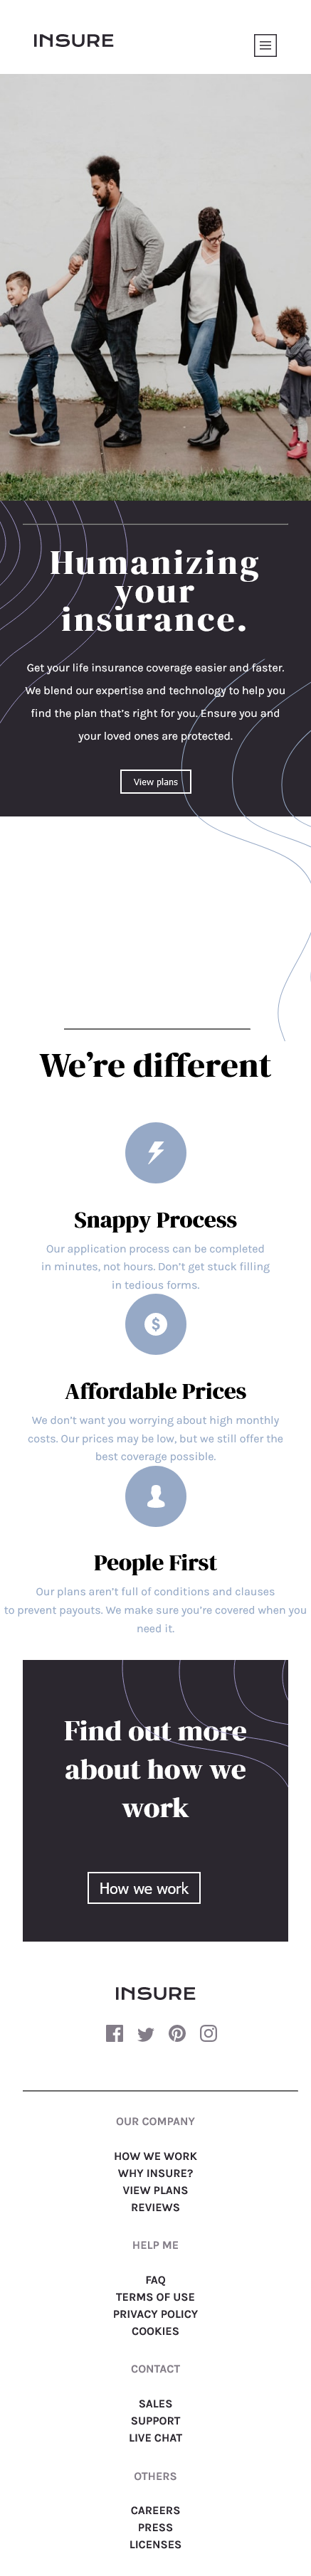 INSURE
Humanizing
your
insurance.
Get your life insurance coverage easier and faster.
We blend our expertise and technology to help you
find the plan that’s right for you. Ensure you and
your loved ones are protected.
View plans
We’re different
Snappy Process
Our application process can be completed
in minutes, not hours. Don’t get stuck filling
in tedious forms.
$
Affordable Prices
We don’t want you worrying about high monthly
costs. Our prices may be low, but we still offer the
best coverage possible.
People First
Our plans aren’t full of conditions and clauses
to prevent payouts. We make sure you’re covered when you
need it.
Find out more
about how we
work
How we work
INSURE
OUR COMPANY
HOW WE WORK
WHY INSURE?
VIEW PLANS
REVIEWS
HELP ME
FAQ
TERMS OF USE
PRIVACY POLICY
COOKIES
CONTACT
SALES
SUPPORT
LIVE CHAT
OTHERS
CAREERS
PRESS
LICENSES